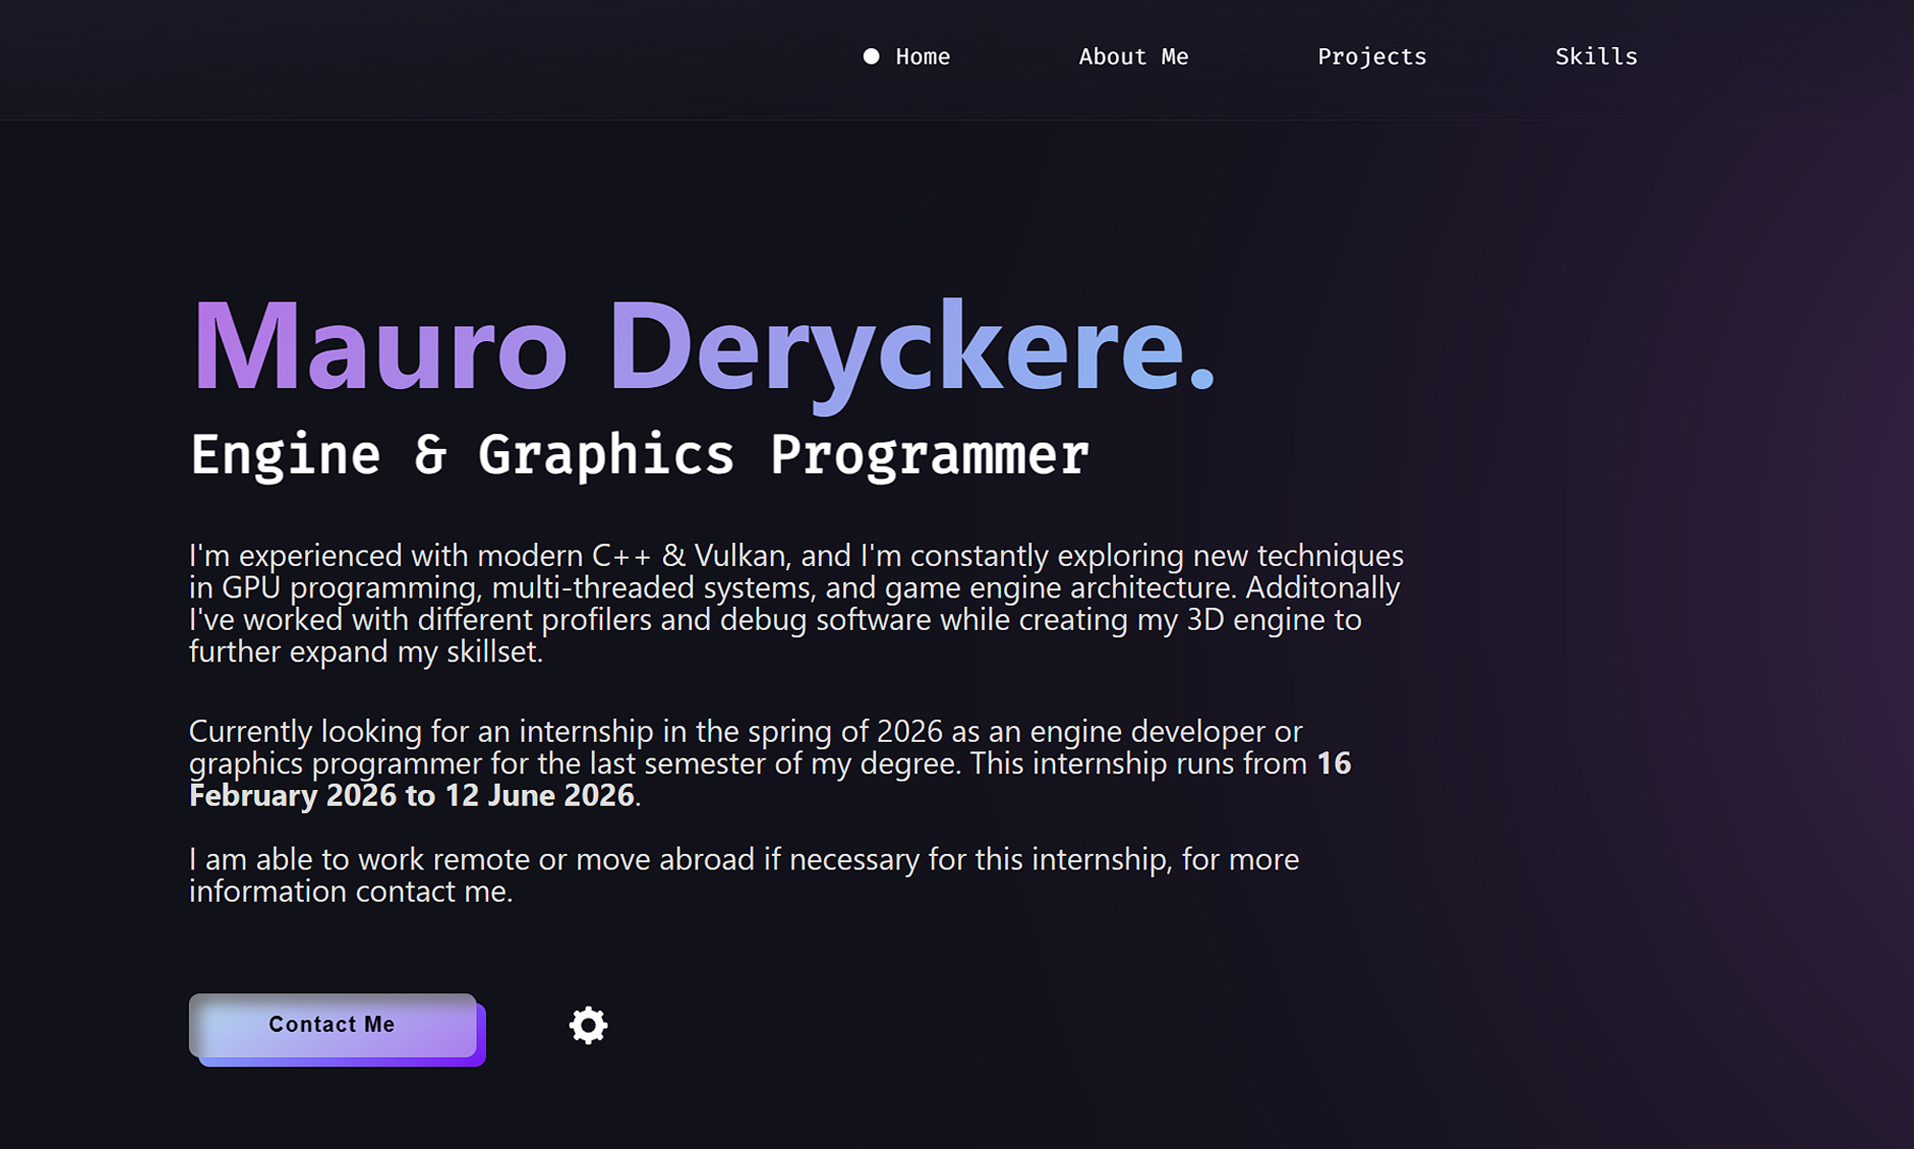 Home About Me Projects Skills
Mauro Deryckere.
Engine & Graphics Programmer
I'm experienced with modern C++ & Vulkan, and I'm constantly exploring new techniques
in GPU programming, multi-threaded systems, and game engine architecture. Additonally
I've worked with different profilers and debug software while creating my 3D engine to
further expand my skillset.
Currently looking for an internship in the spring of 2026 as an engine developer or
graphics programmer for the last semester of my degree. This internship runs from 16
February 2026 to 12 June 2026.
I am able to work remote or move abroad if necessary for this internship, for more
information contact me.
Contact Me